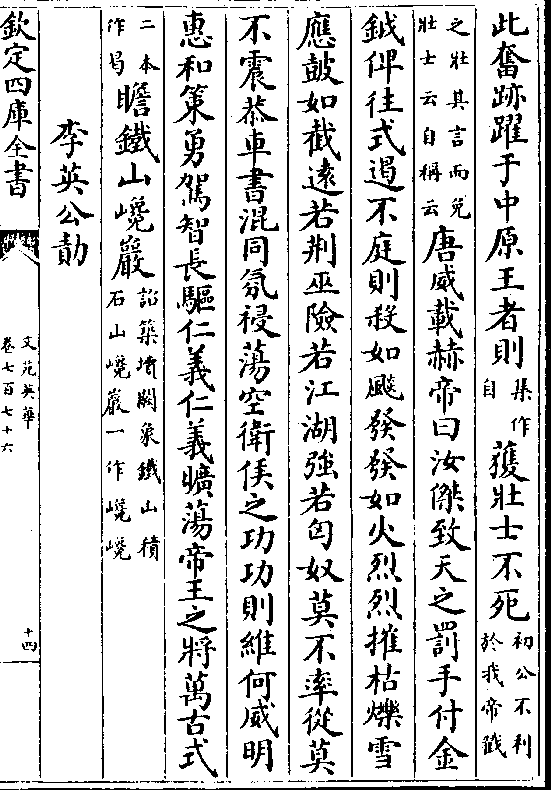 此奮跡躍于中原王者則集作自獲壯士不死初公不利於我帝戩
之壯其言而免壯士云自稱云唐威載赫帝曰汝傑致天之罰手付金
鉞俾往式遏不庭則殺如飈發發如火烈烈摧枯爍雪
應皷如截遠若荆巫險若江湖強若匈奴莫不率從莫
不震恭車書混同氛祲蕩空衛侯之功功則維何威明
惠和策勇駕智長驅仁義仁義曠蕩帝王之將萬古式
二本作曷瞻鐵山巉巖詔築墳闕象鐵山積石山巉巖一作巉巉
李英公勣
欽定四庫全書
文苑英華
卷七百七十六
十四